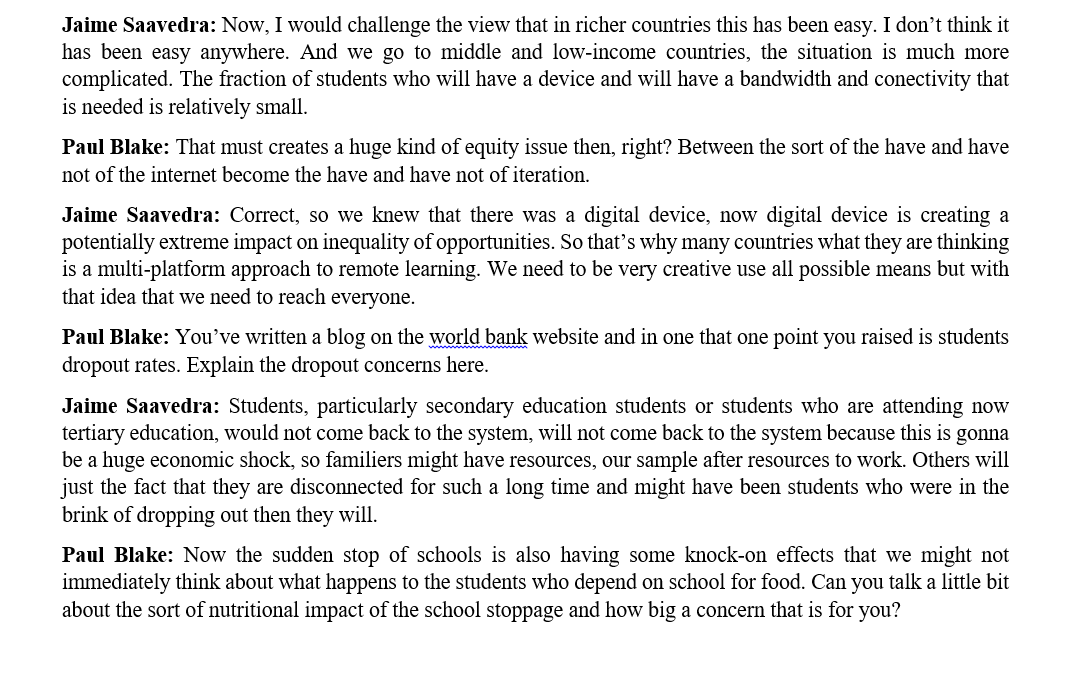 Jaime Saavedra: Now, I would challenge the view that in richer countries this has been easy. I don’t think it
has been easy anywhere. And we go to middle and low-income countries, the situation is much more
complicated. The fraction of students who will have a device and will have a bandwidth and conectivity that
is needed is relatively small.
Paul Blake: That must creates a huge kind of equity issue then, right? Between the sort of the have and have
not of the internet become the have and have not of iteration.
Jaime Saavedra: Correct, so we knew that there was a digital device, now digital device is creating a
potentially extreme impact on inequality of opportunities. So that’s why many countries what they are thinking
is a multi-platform approach to remote learning. We need to be very creative use all possible means but with
that idea that we need to reach everyone.
Paul Blake: You’ve written a blog on the world bank website and in one that one point you raised is students
dropout rates. Explain the dropout concerns here.
Jaime Saavedra: Students, particularly secondary education students or students who are attending now
tertiary education, would not come back to the system, will not come back to the system because this is gonna
be a huge economic shock, so familiers might have resources, our sample after resources to work. Others will
just the fact that they are disconnected for such a long time and might have been students who were in the
brink of dropping out then they will.
Paul Blake: Now the sudden stop of schools is also having some knock-on effects that we might not
immediately think about what happens to the students who depend on school for food. Can you talk a little bit
about the sort of nutritional impact of the school stoppage and how big a concern that is for you?